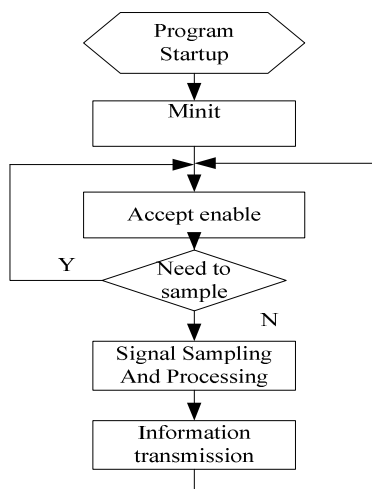 Program
Startup
Minit
Accept enable
Need to
sample
Y
N
Signal Sampling
And Processing
Information
transmission